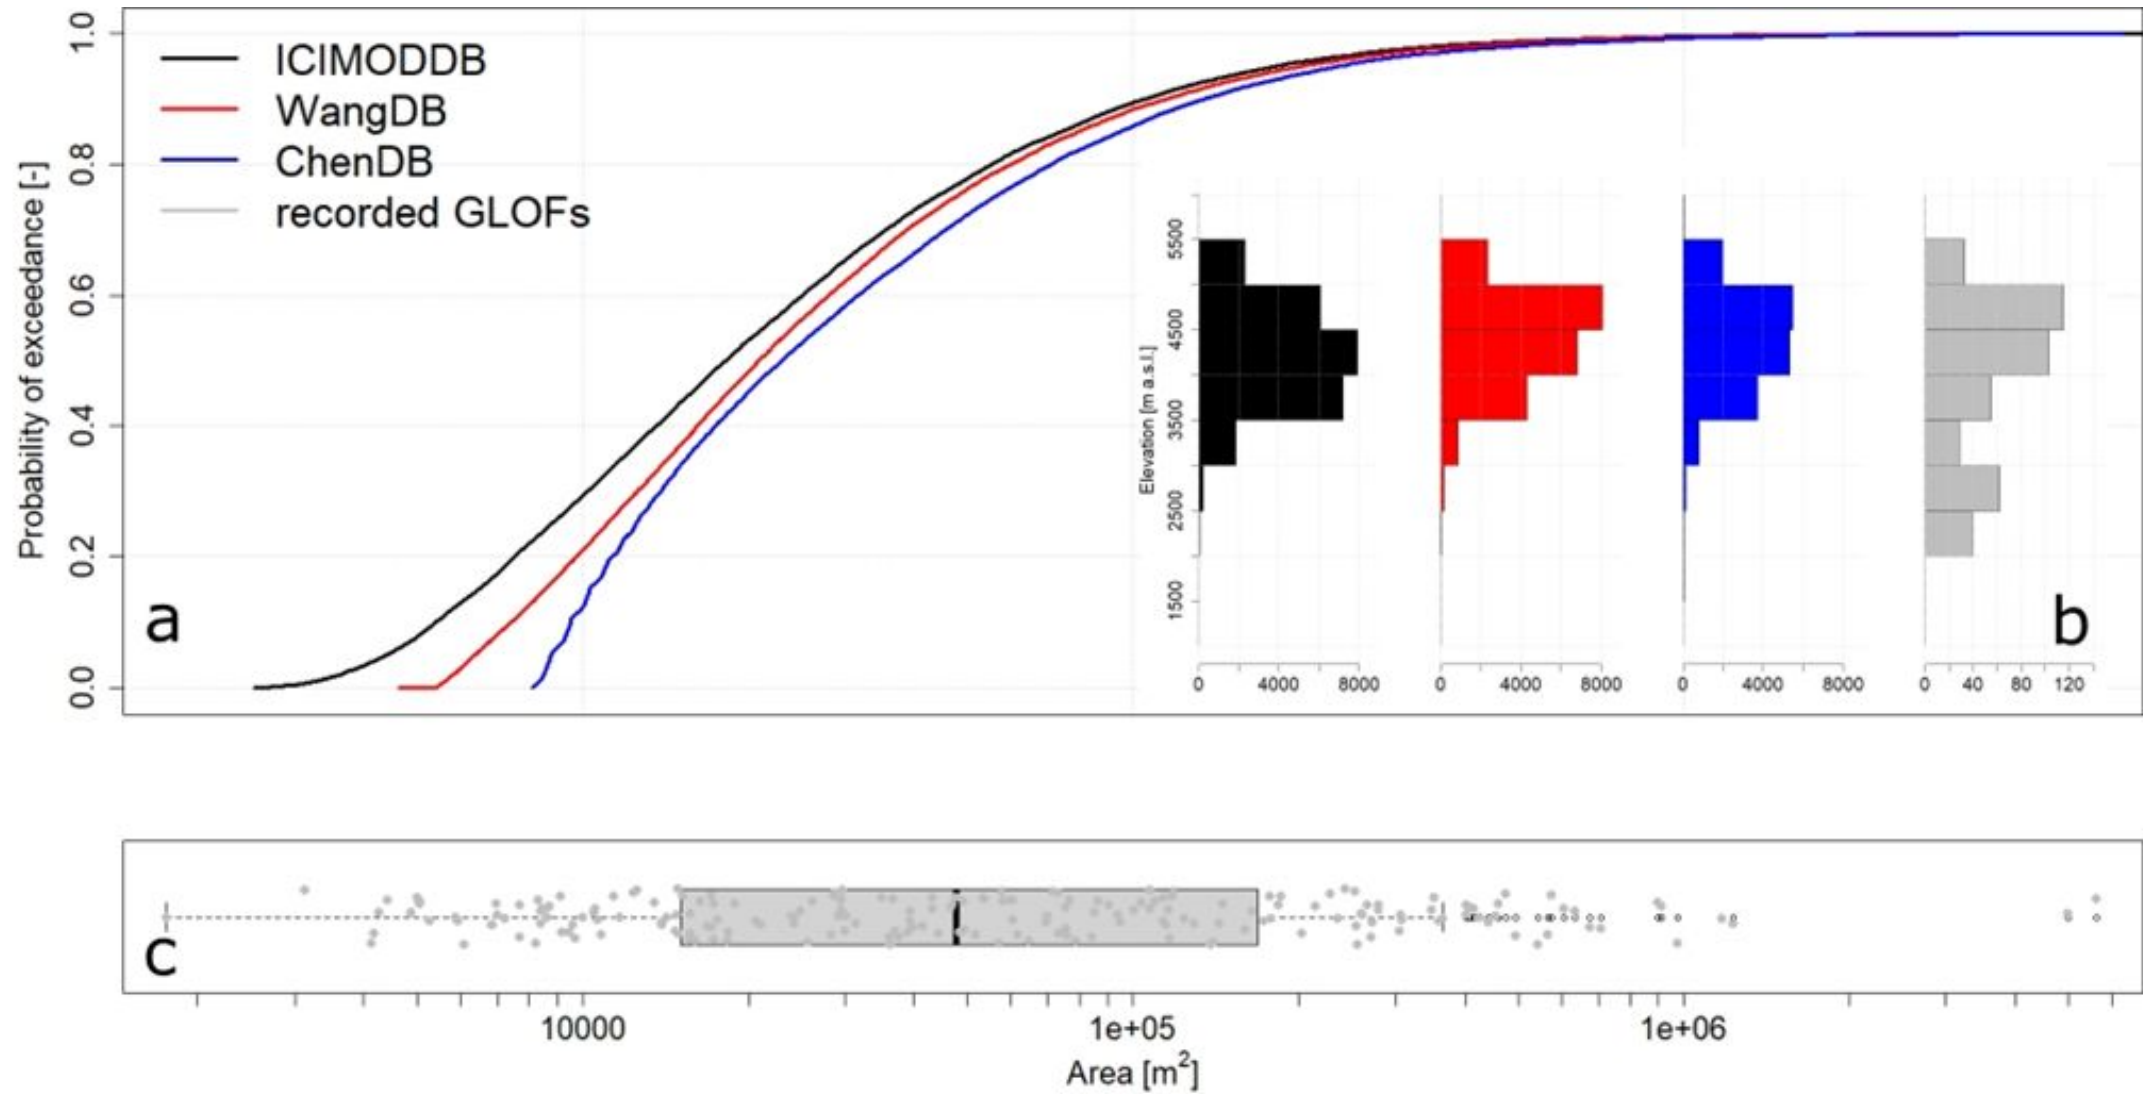 ICIMODDB
WangDB
ChenDB
recorded GLOFs
Probability of exceedance [-]
0.0 0.2 0.4 0.6 0.8 1.0
a
Elevation [m a.s.l.]
1500 2500 3500 4500 5500
b
0 4000 8000 0 4000 8000 0 4000 8000 0 40 80 120
c
10000 1e+05 1e+06
Area [m²]